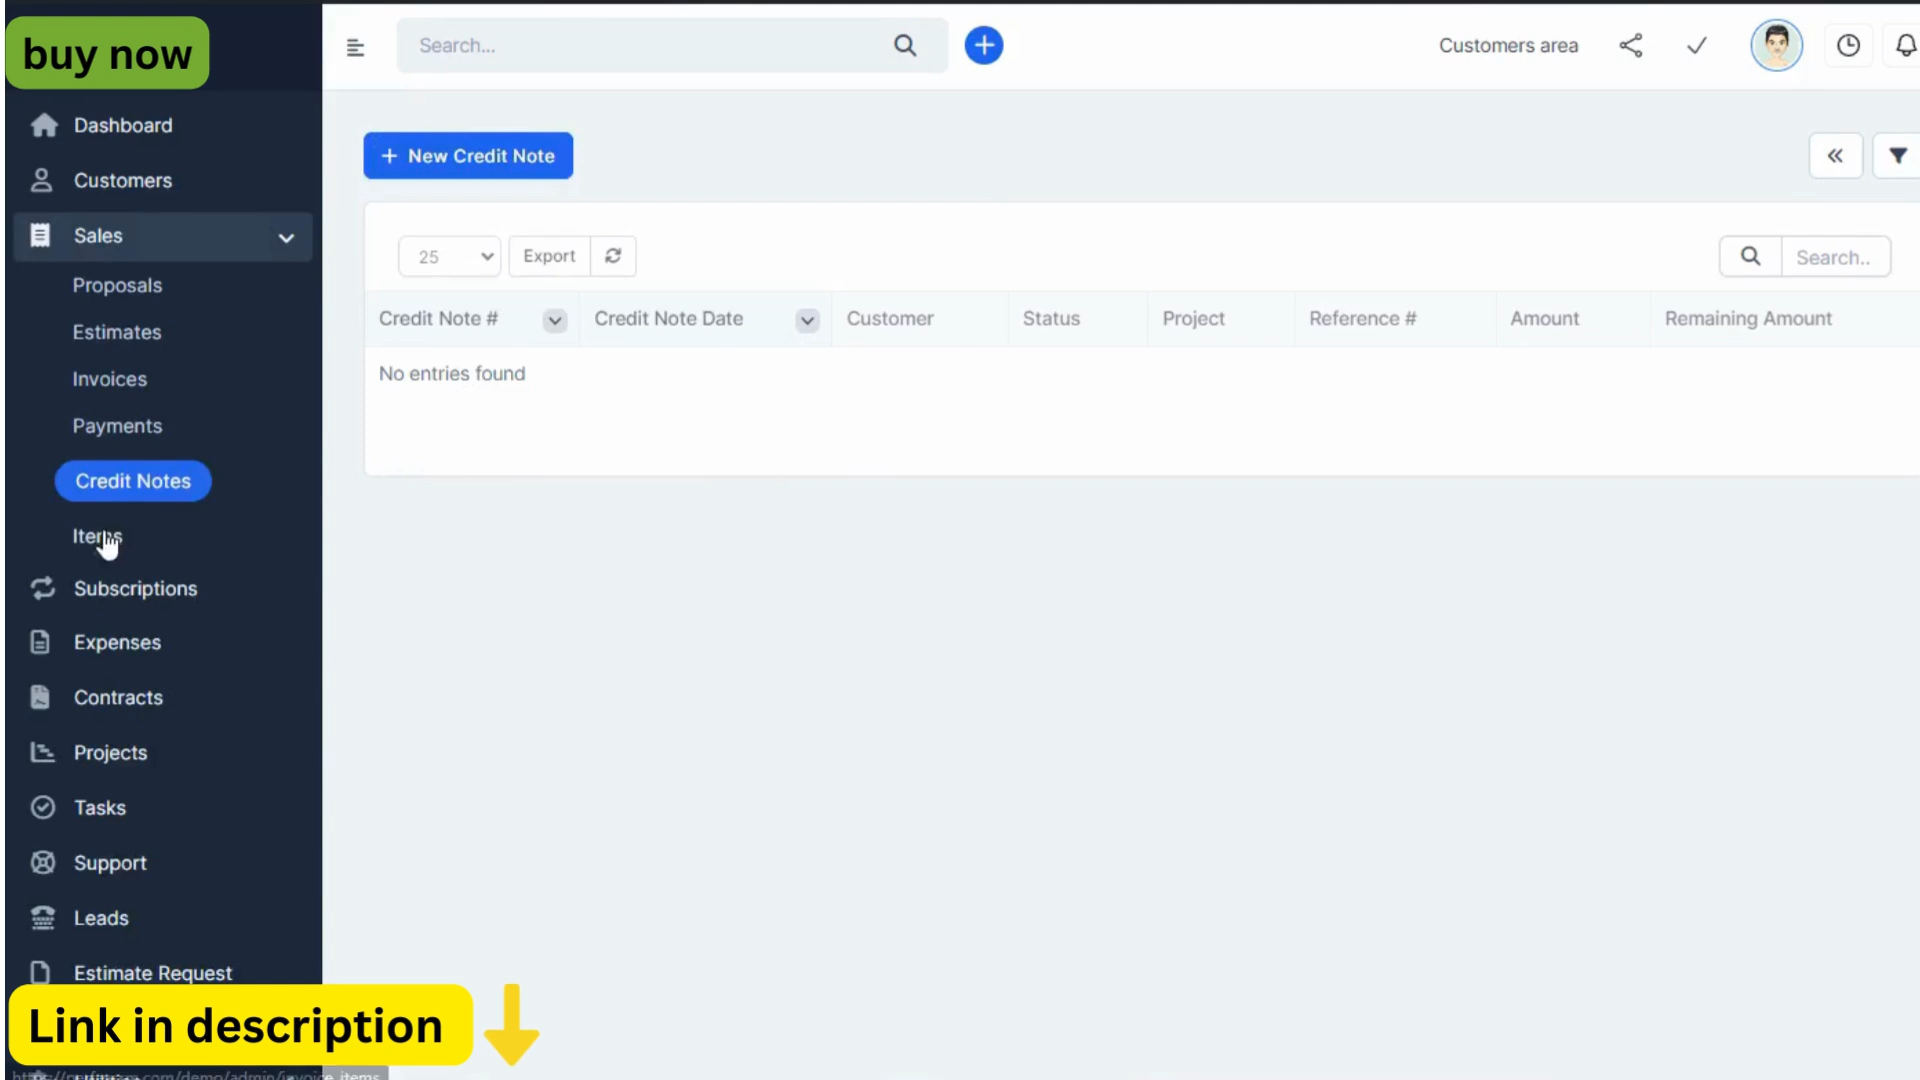 buy now
Search...
Customers area
Dashboard
Customers
Sales
Proposals
Estimates
Invoices
Payments
Credit Notes
Items
Subscriptions
Expenses
Contracts
Projects
Tasks
Support
Leads
Estimate Request
+ New Credit Note
25
Export
Search..
Credit Note # Credit Note Date Customer Status Project Reference # Amount Remaining Amount
No entries found
Link in description